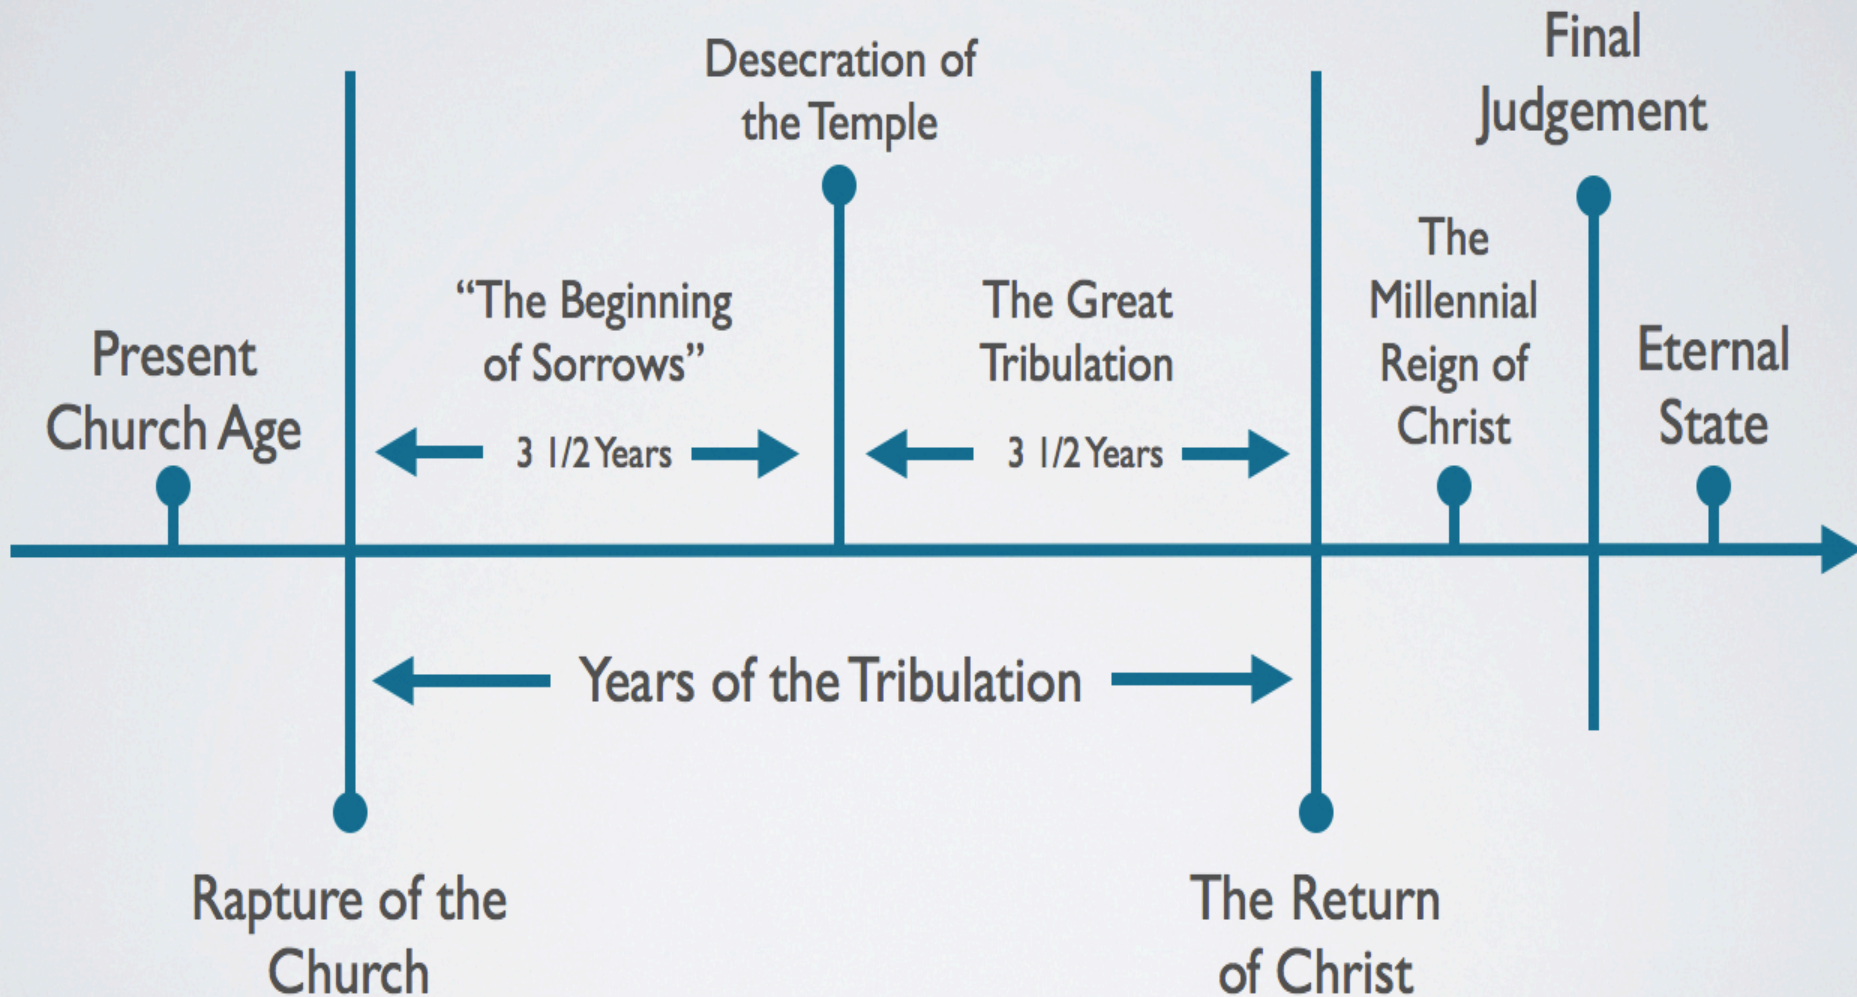 Present
Church Age
Rapture of the
Church
“The Beginning
of Sorrows”
3 1/2 Years
Desecration of
the Temple
The Great
Tribulation
3 1/2 Years
Years of the Tribulation
The Return
of Christ
The
Millennial
Reign of
Christ
Final
Judgement
Eternal
State